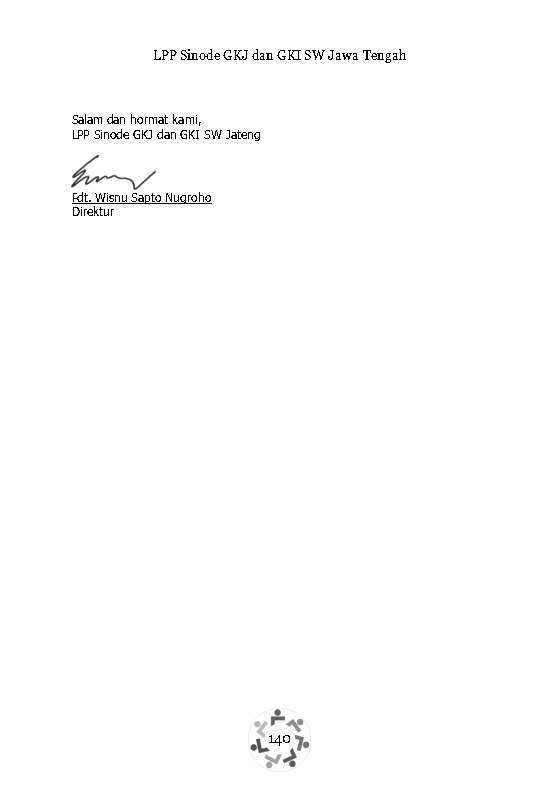 LPP Sinode GKJ dan GKI SW Jawa Tengah
Salam dan hormat kami,
LPP Sinode GKJ dan GKI SW Jateng
Pdt. Wisnu Sapto Nugroho
Direktur
140